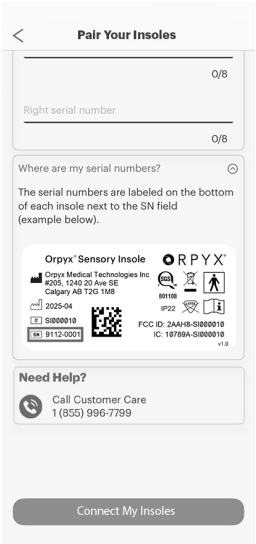 Pair Your Insoles
0/8
Right serial number
0/8
Where are my serial numbers?
The serial numbers are labeled on the bottom
of each insole next to the SN field
(example below).
Orpyx® Sensory Insole
ORPYX®
Orpyx Medical Technologies Inc
#205, 1240 20 Ave SE
Calgary AB T2G 1M8
SGS
801108
2025-04
IP22
# SI000010
SN 9112-0001
FCC ID: 2AAH8-SI000010
IC: 10789A-SI000010
v1.0
Need Help?
Call Customer Care
1 (855) 996-7799
Connect My Insoles